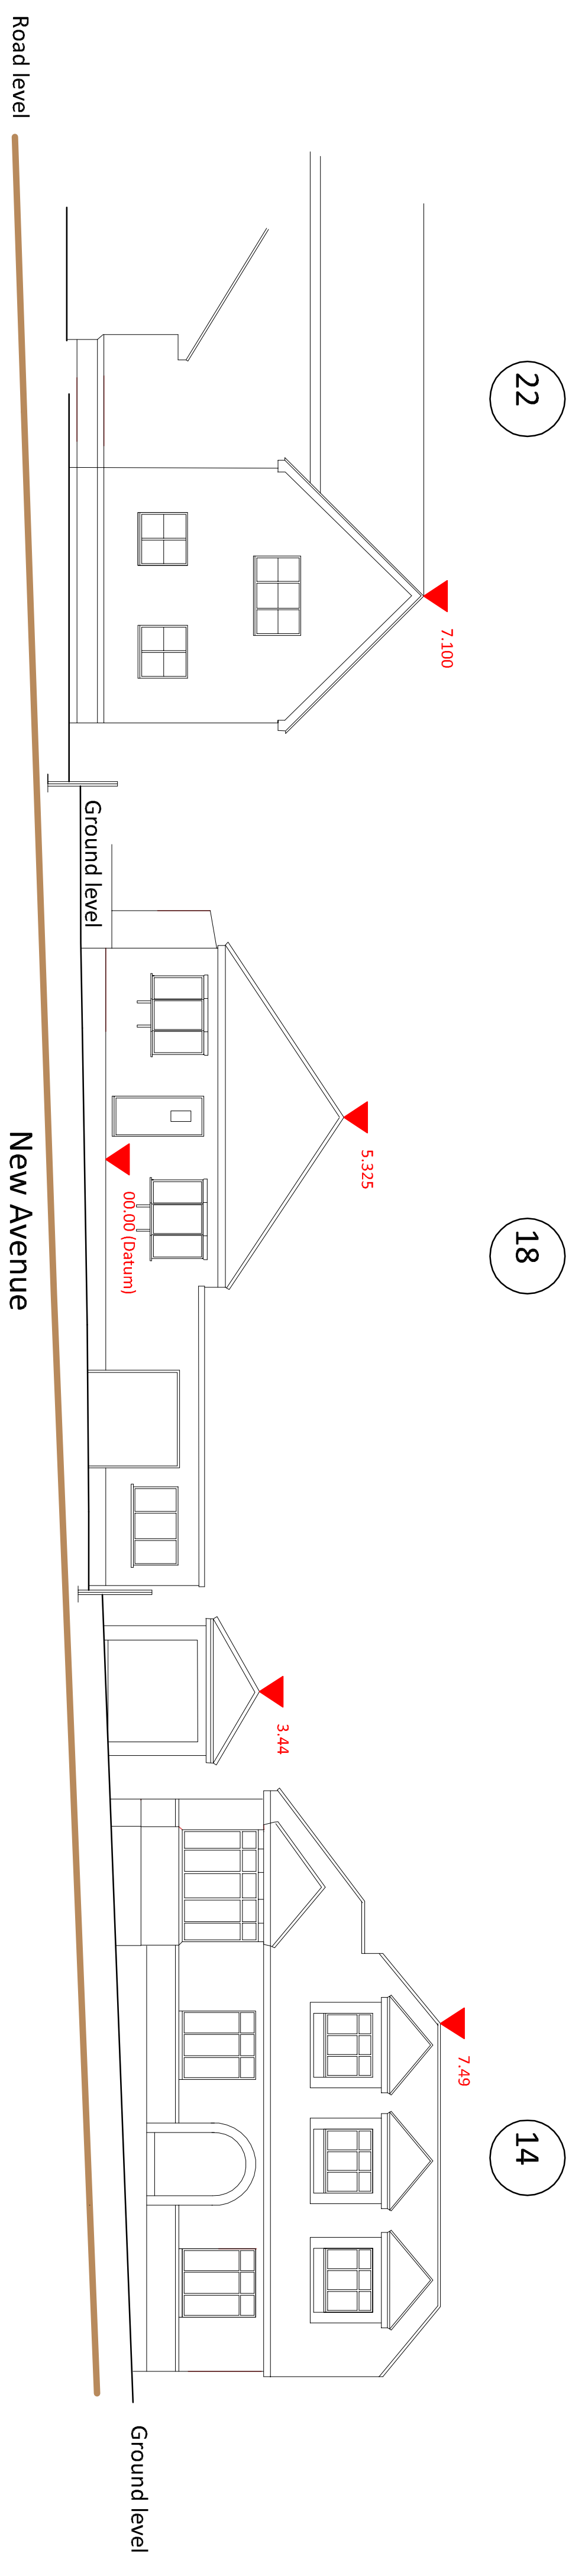 Road level
22
7.100
Ground level
New Avenue
5.325
00.00 (Datum)
18
3.44
7.49
14
Ground level